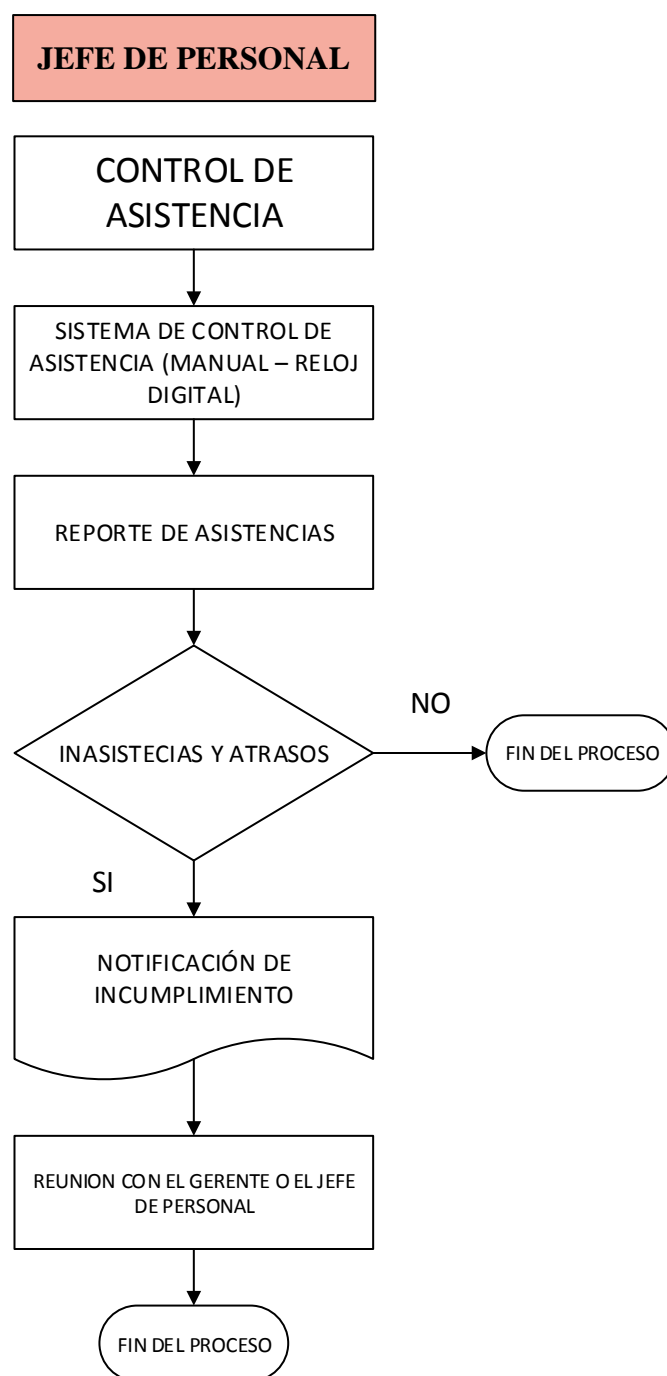 JEFE DE PERSONAL
CONTROL DE
ASISTENCIA
SISTEMA DE CONTROL DE
ASISTENCIA (MANUAL – RELOJ
DIGITAL)
REPORTE DE ASISTENCIAS
NO
INASISTECIAS Y ATRASOS
FIN DEL PROCESO
SI
NOTIFICACIÓN DE
INCUMPLIMIENTO
REUNION CON EL GERENTE O EL JEFE
DE PERSONAL
FIN DEL PROCESO